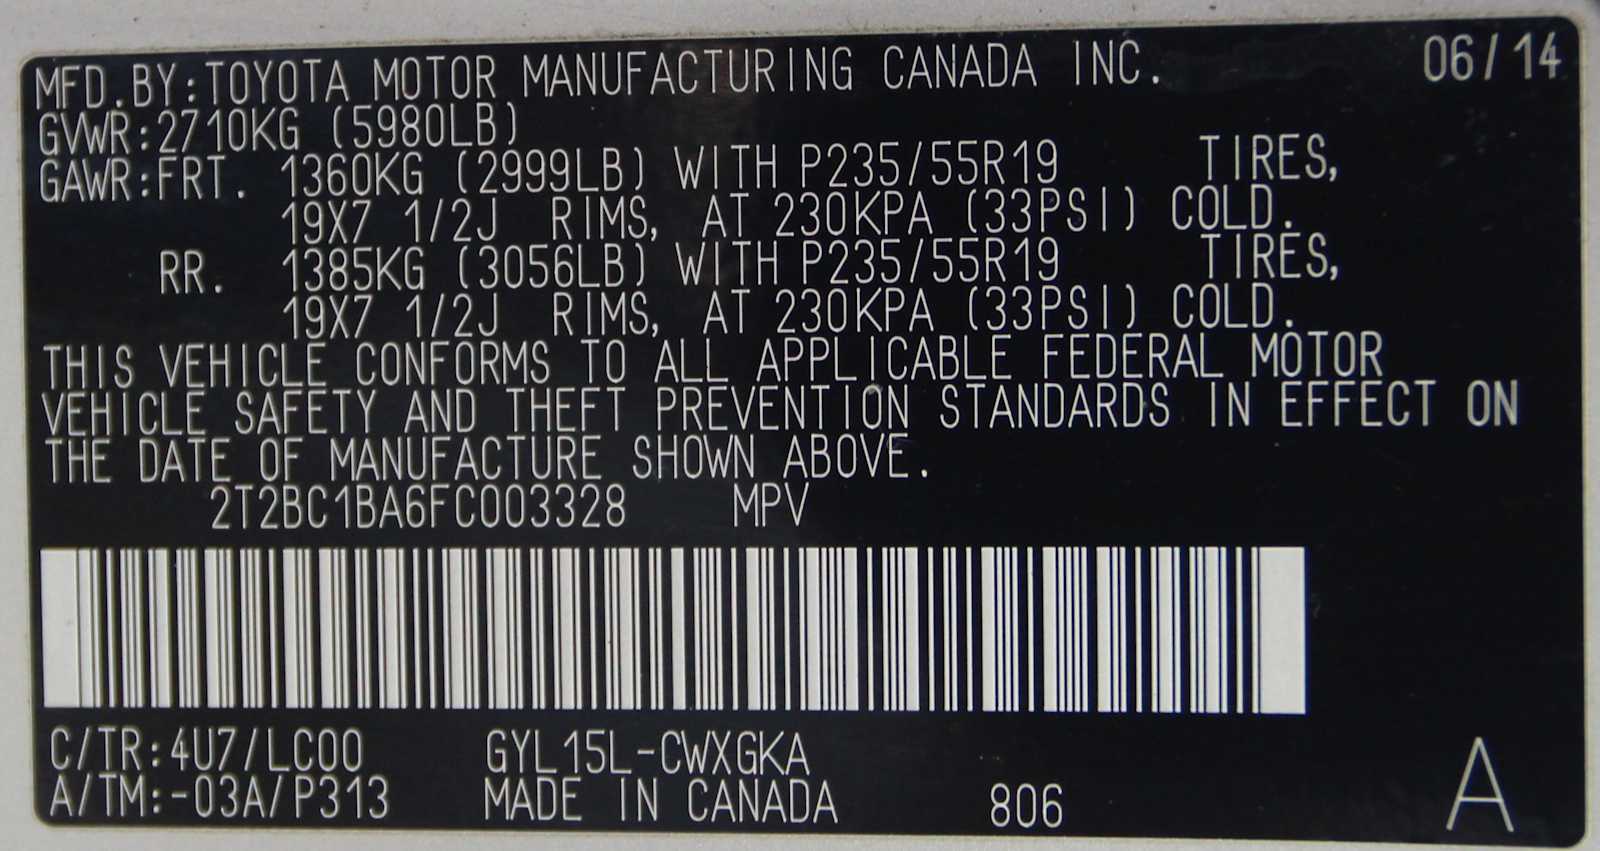 MFD.BY:TOYOTA MOTOR MANUFACTURING CANADA INC. 06/14
GVWR:2710KG (5980LB)
GAWR:FRT. 1360KG (2999LB) WITH P235/55R19 TIRES,
19X7 1/2J RIMS, AT 230KPA (33PSI) COLD.
RR. 1385KG (3056LB) WITH P235/55R19 TIRES,
19X7 1/2J RIMS, AT 230KPA (33PSI) COLD.
THIS VEHICLE CONFORMS TO ALL APPLICABLE FEDERAL MOTOR
VEHICLE SAFETY AND THEFT PREVENTION STANDARDS IN EFFECT ON
THE DATE OF MANUFACTURE SHOWN ABOVE.
2T2BC1BA6FC003328 MPV
C/TR:4U7/LC00 GYL15L-CWXGKA
A/TM:-03A/P313 MADE IN CANADA 806 A